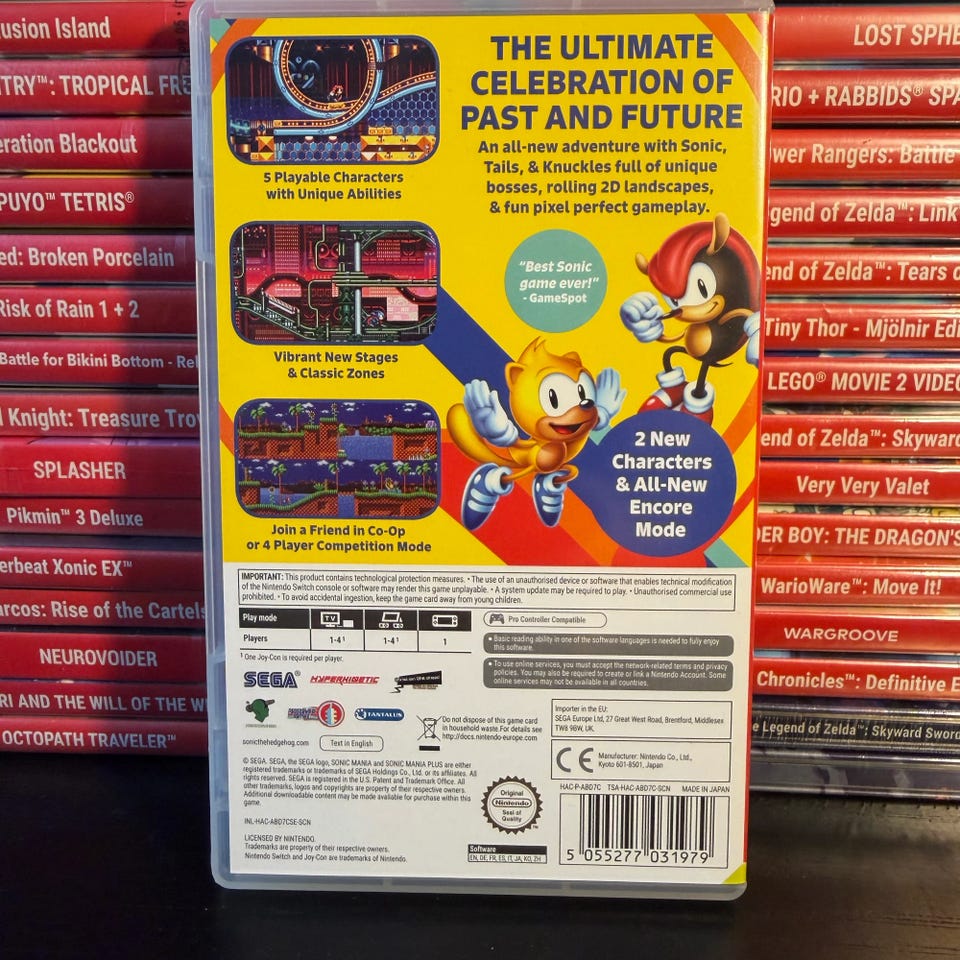 usion Island
TRY™: TROPICAL FRE
eration Blackout
PUYO™ TETRIS®
ed: Broken Porcelain
Risk of Rain 1 + 2
Battle for Bikini Bottom - Rel
l Knight: Treasure Trov
SPLASHER
Pikmin™ 3 Deluxe
erbeat Xonic EX™
arcos: Rise of the Cartels
NEUROVOIDER
RI AND THE WILL OF THE WI
OCTOPATH TRAVELER™
THE ULTIMATE
CELEBRATION OF
PAST AND FUTURE
An all-new adventure with Sonic,
Tails, & Knuckles full of unique
bosses, rolling 2D landscapes,
& fun pixel perfect gameplay.
5 Playable Characters
with Unique Abilities
"Best Sonic
game ever!"
- GameSpot
Vibrant New Stages
& Classic Zones
2 New
Characters
& All-New
Encore
Mode
Join a Friend in Co-Op
or 4 Player Competition Mode
IMPORTANT: This product contains technological protection measures. • The use of an unauthorised device or software that enables technical modification
of the Nintendo Switch console or software may render this game unplayable. • A system update may be required to play. • Unauthorised commercial use
prohibited. • To avoid accidental ingestion, keep the game card away from young children.
Play mode TV
Players 1-4¹ 1-4¹ 1
¹ One Joy-Con is required per player.
Pro Controller Compatible
• Basic reading ability in one of the software languages is needed to fully enjoy
this software.
• To use online services, you must accept the network-related terms and privacy
policies. You may also be required to create or link a Nintendo Account. Some
online services may not be available in all countries.
SEGA®
HYPERKINETIC
TANTALUS
sonicthehedgehog.com
Text in English
Do not dispose of this game card
in household waste. For details see
http://docs.nintendo-europe.com
Importer in the EU:
SEGA Europe Ltd, 27 Great West Road, Brentford, Middlesex
TW8 9BW, UK.
CE
Manufacturer: Nintendo Co., Ltd.,
Kyoto 601-8501, Japan
© SEGA. SEGA, the SEGA logo, SONIC MANIA and SONIC MANIA PLUS are either
registered trademarks or trademarks of SEGA Holdings Co., Ltd. or its affiliates. All
rights reserved. SEGA is registered in the U.S. Patent and Trademark Office. All
other trademarks, logos and copyrights are property of their respective owners.
Additional downloadable content may be made available for purchase within this
game.
INL-HAC-ABD7CSE-SCN
LICENSED BY NINTENDO.
Trademarks are property of their respective owners.
Nintendo Switch and Joy-Con are trademarks of Nintendo.
Original
Nintendo
Seal of
Quality
TM
Software
EN, DE, FR, ES, IT, JA, KO, ZH
HAC-P-ABD7C TSA-HAC-ABD7C-SCN MADE IN JAPAN
5 055277 031979
LOST SPHE
RIO + RABBIDS® SPA
wer Rangers: Battle
gend of Zelda™: Link'
end of Zelda™: Tears o
Tiny Thor - Mjölnir Edi
LEGO® MOVIE 2 VIDEO
end of Zelda™: Skyward
Very Very Valet
DER BOY: THE DRAGON'S
WarioWare™: Move It!
WARGROOVE
Chronicles™: Definitive E
e Legend of Zelda™: Skyward Sword